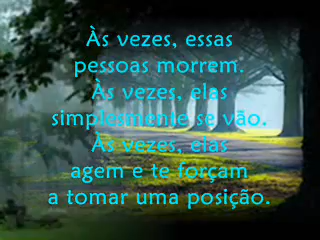 Às vezes, essas
pessoas morrem.
Às vezes, elas
simplesmente se vão.
Às vezes, elas
agem e te forçam
a tomar uma posição.